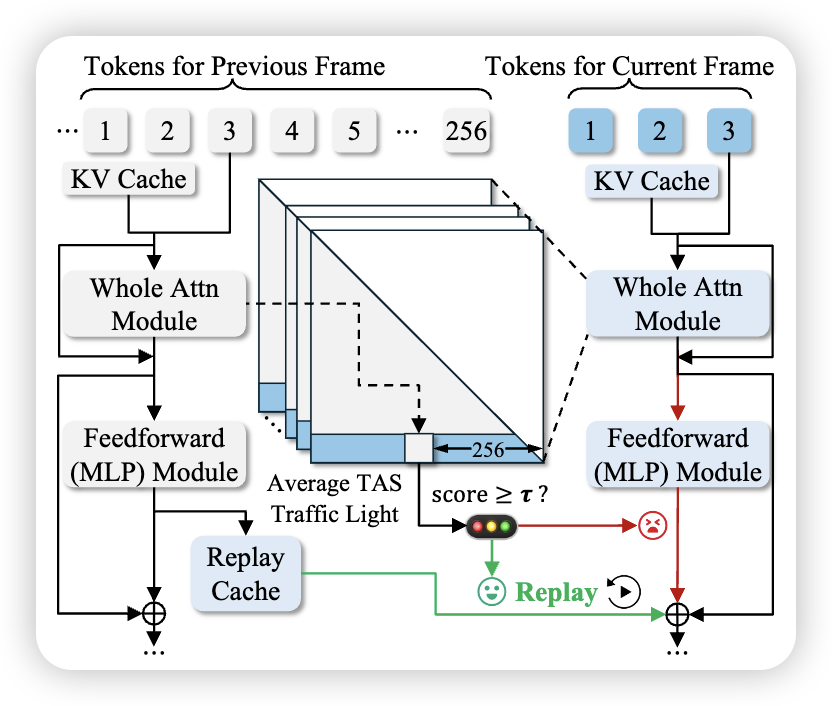 Tokens for Previous Frame
Tokens for Current Frame
... 1 2 3 4 5 ... 256
1 2 3
KV Cache
KV Cache
Whole Attn
Module
Whole Attn
Module
Feedforward
(MLP) Module
256
Feedforward
(MLP) Module
Average TAS
Traffic Light
score ≥ τ ?
Replay
Cache
Replay
...
...